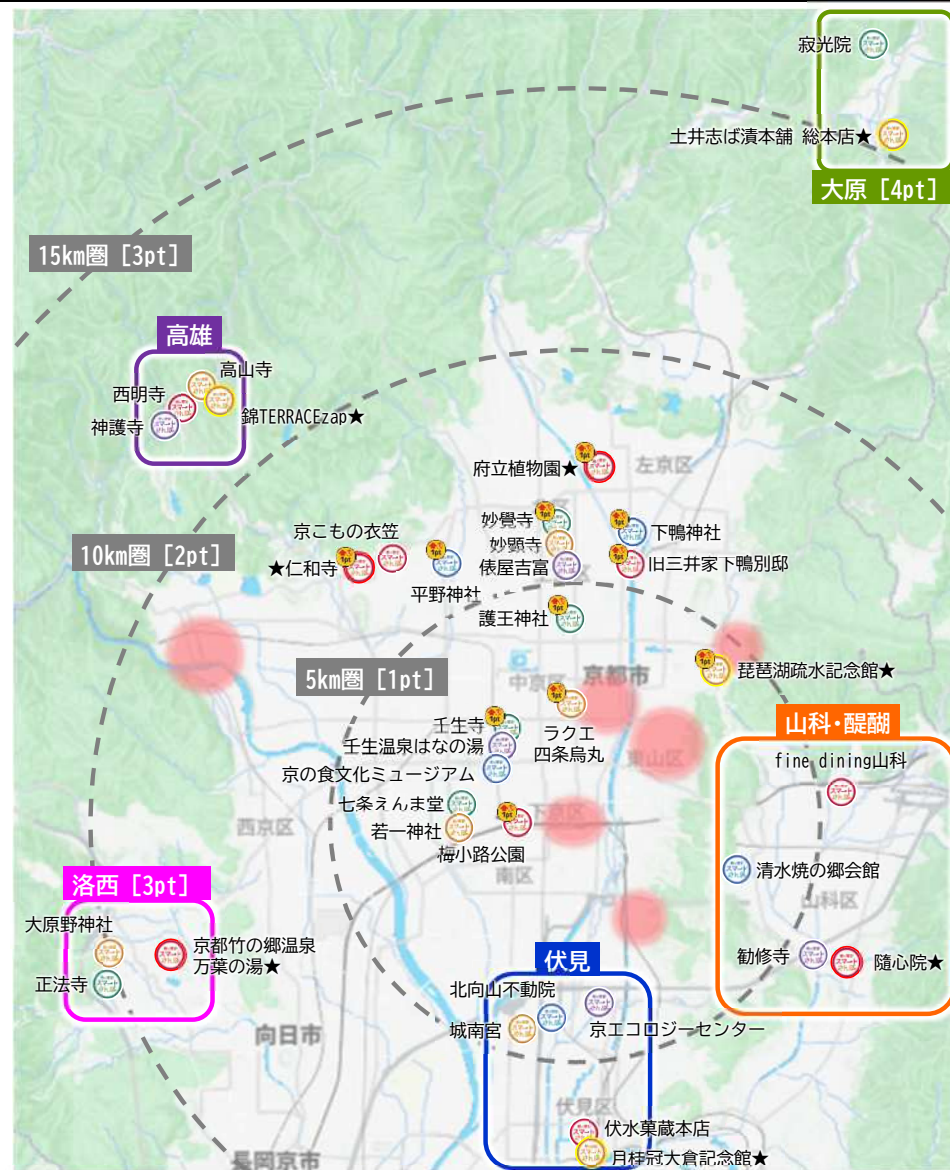 寂光院
土井志ば漬本舗 総本店★
大原［4pt］
15km圏［3pt］
高雄
高山寺
西明寺
錦TERRACEzap★
神護寺
府立植物園★
左京区
妙覺寺
下鴨神社
京こもの衣笠
妙顕寺
10km圏［2pt］
★仁和寺
俵屋吉富
旧三井家下鴨別邸
平野神社
護王神社
5km圏［1pt］
中京区
京都市
琵琶湖疏水記念館★
壬生寺
ラクエ
四条烏丸
山科・醍醐
壬生温泉はなの湯
東山区
fine dining山科
京の食文化ミュージアム
七条えんま堂
下京区
西京区
若一神社
梅小路公園
南区
清水焼の郷会館
洛西［3pt］
山科区
大原野神社
京都竹の郷温泉
万葉の湯★
勧修寺
隨心院★
伏見
正法寺
北向山不動院
向日市
城南宮
京エコロジーセンター
伏見区
伏水菓蔵本店
長岡京市
月桂冠大倉記念館★